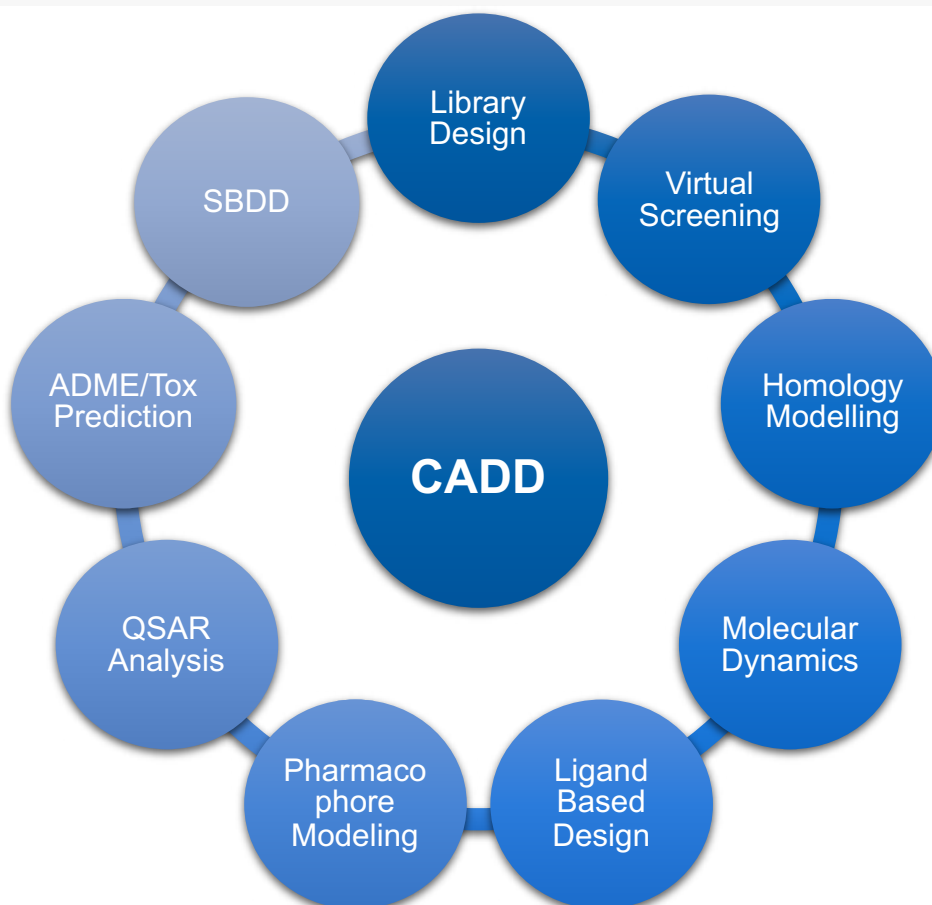 Library
Design
Virtual
Screening
Homology
Modelling
Molecular
Dynamics
Ligand
Based
Design
Pharmaco
phore
Modeling
QSAR
Analysis
ADME/Tox
Prediction
SBDD
CADD